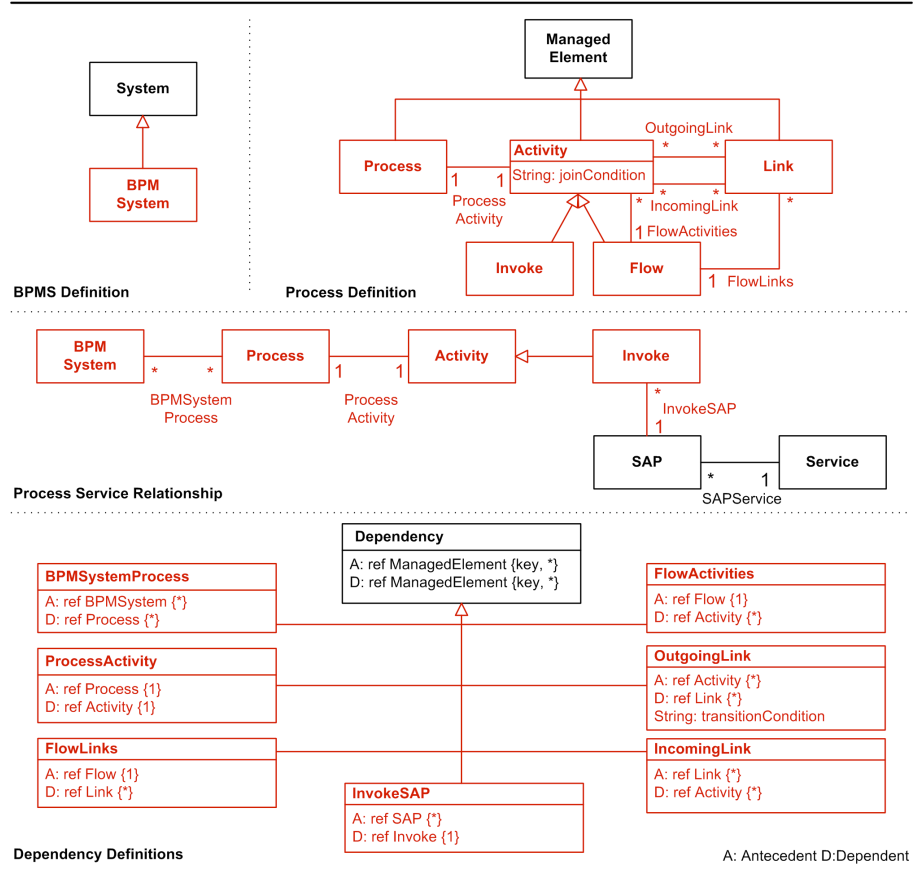 System
BPM
System
BPMS Definition
Managed
Element
Process
Activity
String: joinCondition
Link
OutgoingLink
*
*
*
*
IncomingLink
1
1
Process
Activity
*
1
FlowActivities
*
1
FlowLinks
Invoke
Flow
Process Definition
BPM
System
Process
Activity
Invoke
*
*
BPMSystem
Process
1
1
Process
Activity
*
InvokeSAP
1
SAP
Service
*
1
SAPService
Process Service Relationship
Dependency
A: ref ManagedElement {key, *}
D: ref ManagedElement {key, *}
BPMSystemProcess
A: ref BPMSystem {*}
D: ref Process {*}
FlowActivities
A: ref Flow {1}
D: ref Activity {*}
ProcessActivity
A: ref Process {1}
D: ref Activity {1}
OutgoingLink
A: ref Activity {*}
D: ref Link {*}
String: transitionCondition
FlowLinks
A: ref Flow {1}
D: ref Link {*}
IncomingLink
A: ref Link {*}
D: ref Activity {*}
InvokeSAP
A: ref SAP {*}
D: ref Invoke {1}
Dependency Definitions
A: Antecedent D:Dependent